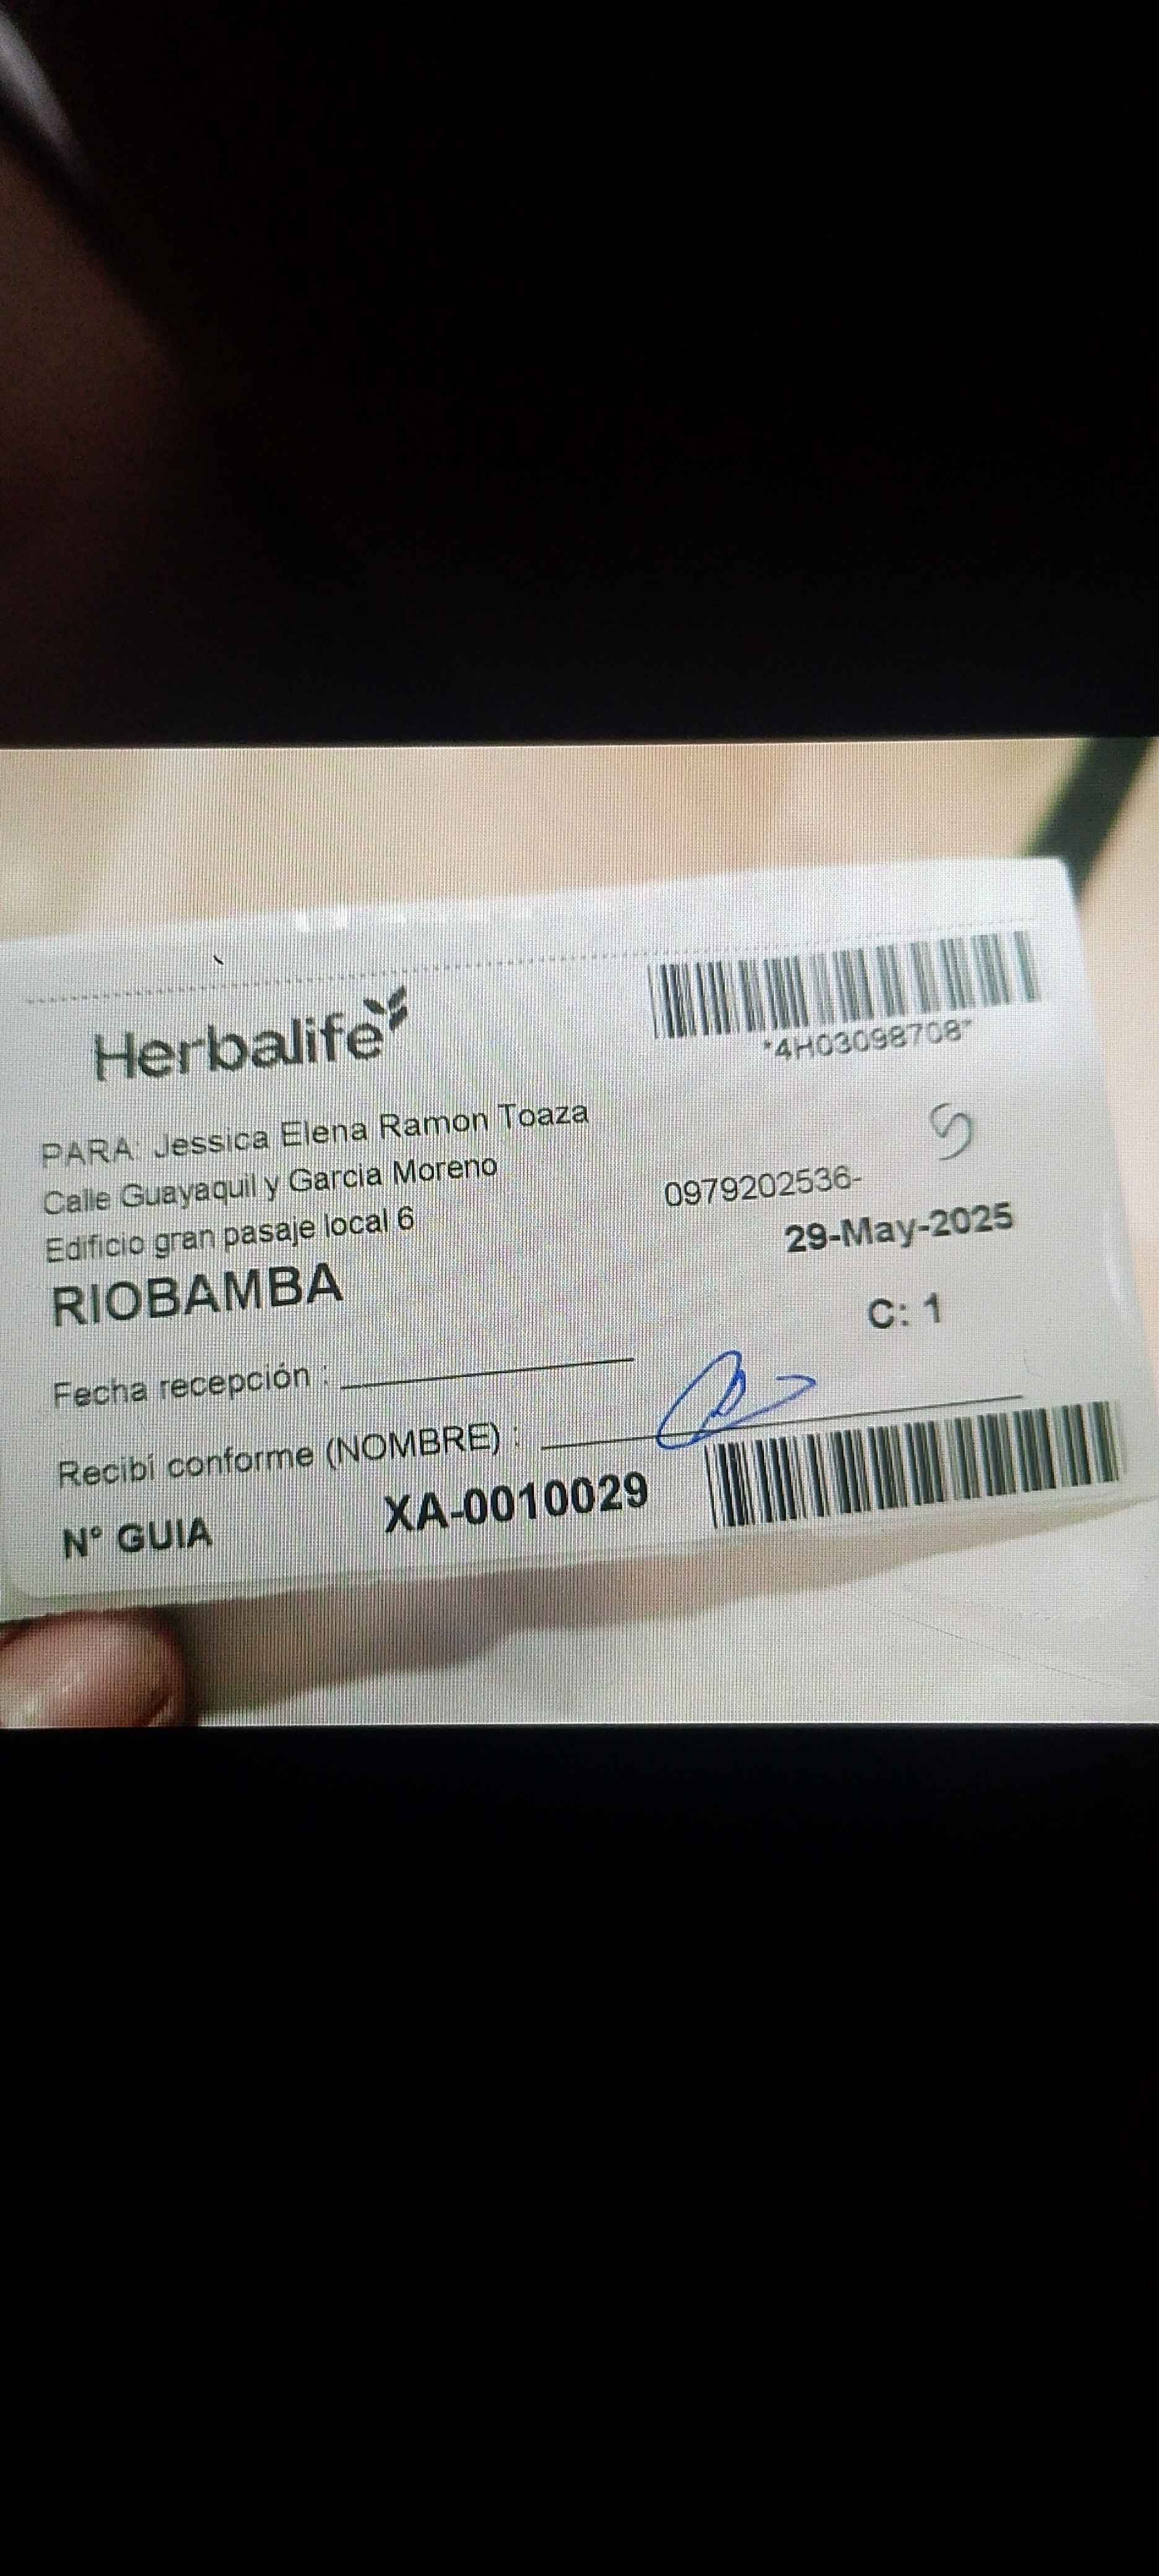 Herbalife
*4H03098708*
PARA: Jessica Elena Ramon Toaza
Calle Guayaquil y Garcia Moreno
Edificio gran pasaje local 6
RIOBAMBA
0979202536-
29-May-2025
C: 1
Fecha recepción :
Recibí conforme (NOMBRE) :
N° GUIA XA-0010029